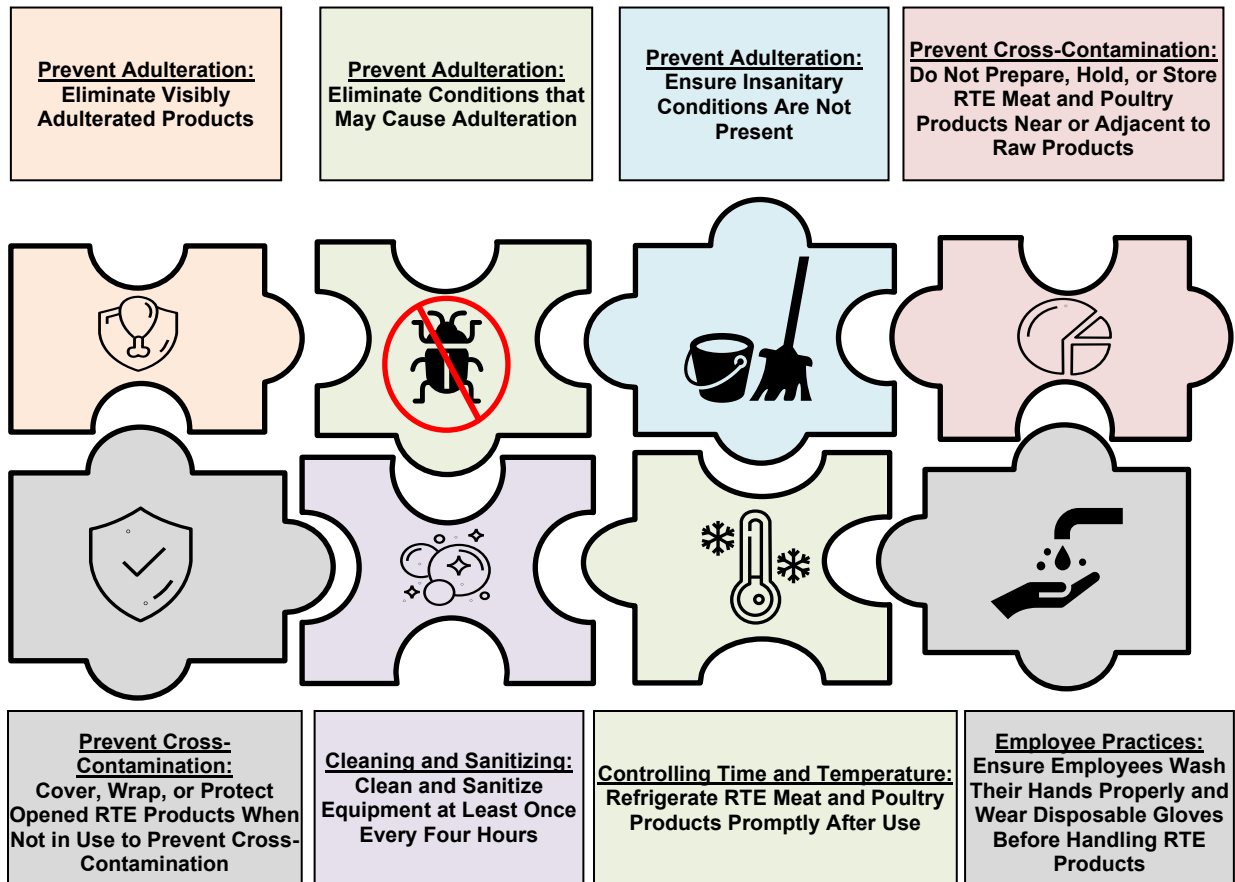 Prevent Adulteration:
Eliminate Visibly
Adulterated Products
Prevent Adulteration:
Eliminate Conditions that
May Cause Adulteration
Prevent Adulteration:
Ensure Insanitary
Conditions Are Not
Present
Prevent Cross-Contamination:
Do Not Prepare, Hold, or Store
RTE Meat and Poultry
Products Near or Adjacent to
Raw Products
Prevent Cross-
Contamination:
Cover, Wrap, or Protect
Opened RTE Products When
Not in Use to Prevent Cross-
Contamination
Cleaning and Sanitizing:
Clean and Sanitize
Equipment at Least Once
Every Four Hours
Controlling Time and Temperature:
Refrigerate RTE Meat and Poultry
Products Promptly After Use
Employee Practices:
Ensure Employees Wash
Their Hands Properly and
Wear Disposable Gloves
Before Handling RTE
Products